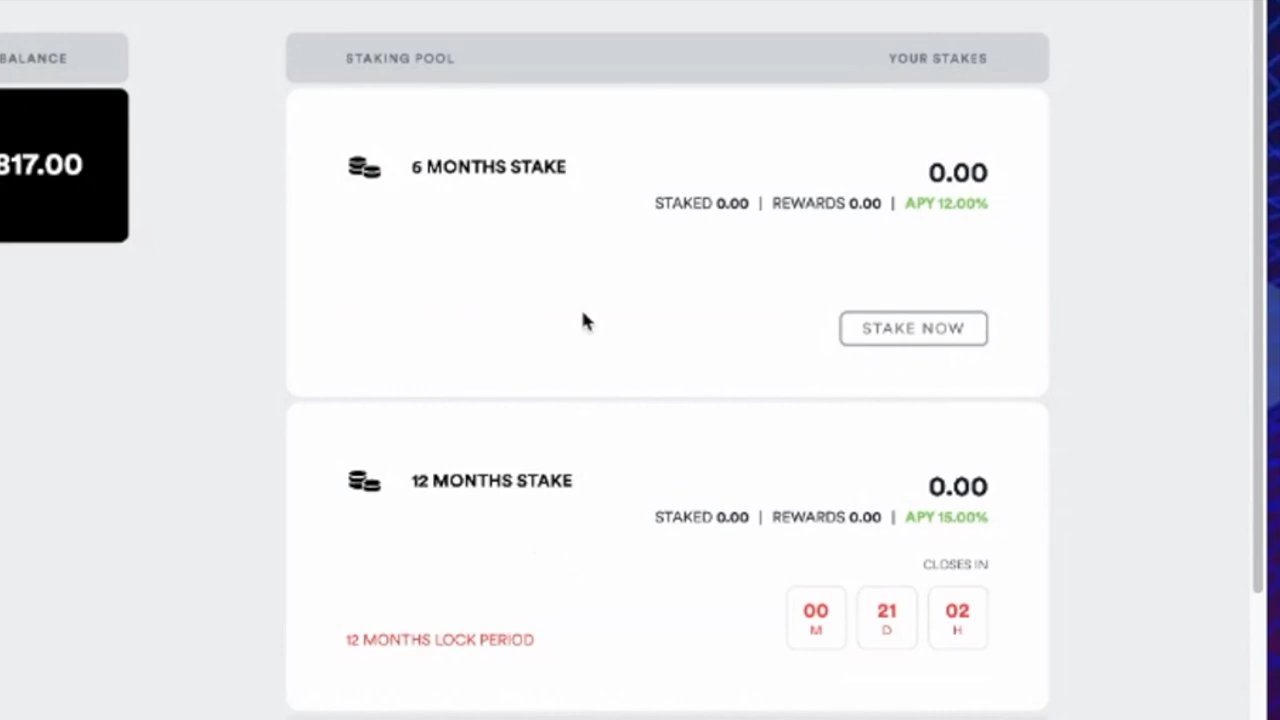 BALANCE
817.00
STAKING POOL YOUR STAKES
6 MONTHS STAKE
0.00
STAKED 0.00 | REWARDS 0.00 | APY 12.00%
STAKE NOW
12 MONTHS STAKE
0.00
STAKED 0.00 | REWARDS 0.00 | APY 15.00%
CLOSES IN
00 21 02
M D H
12 MONTHS LOCK PERIOD